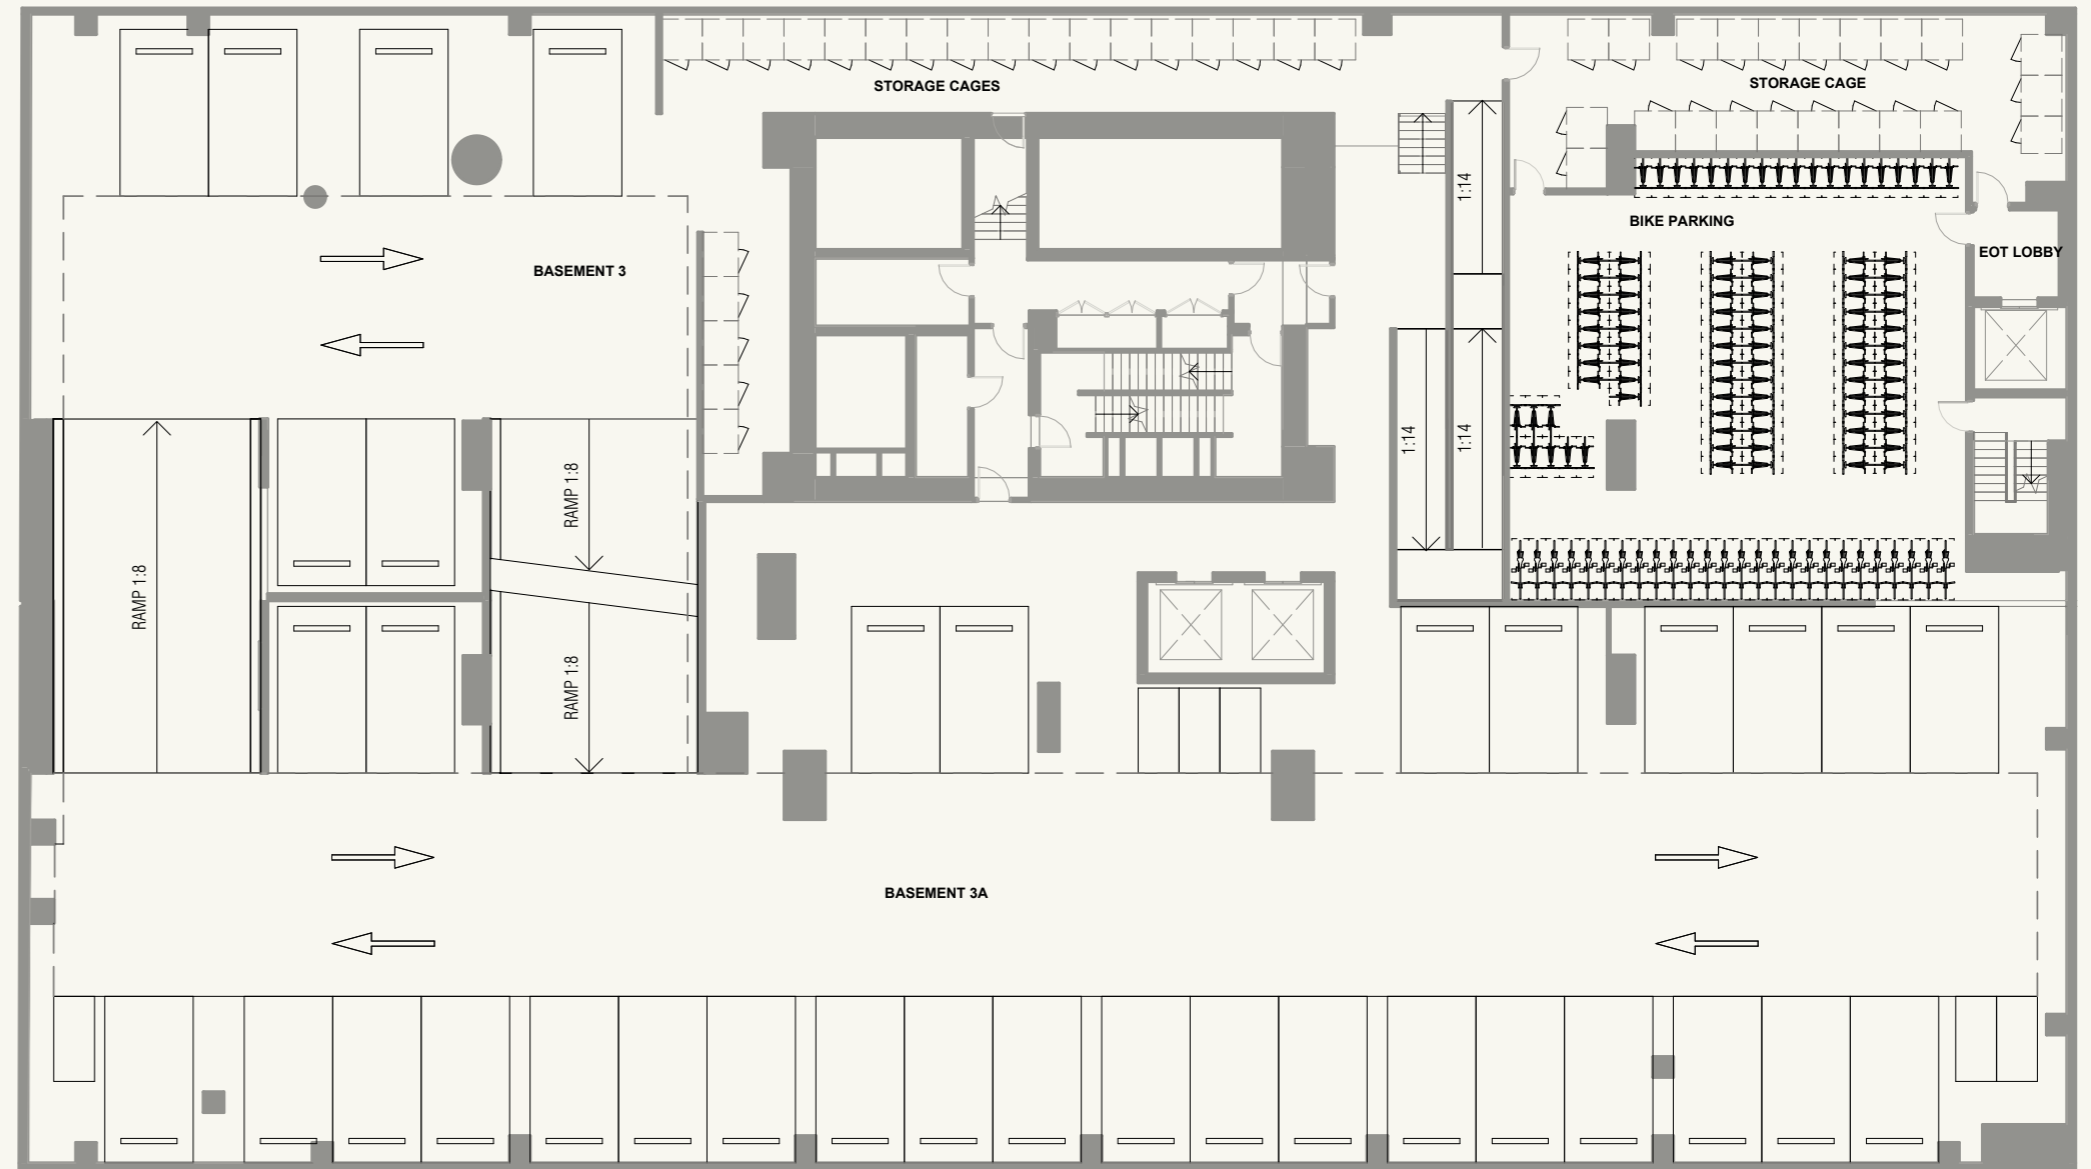 STORAGE CAGES
STORAGE CAGE
1:14
BIKE PARKING
EOT LOBBY
BASEMENT 3
1:14
1:14
RAMP 1:8
RAMP 1:8
RAMP 1:8
BASEMENT 3A